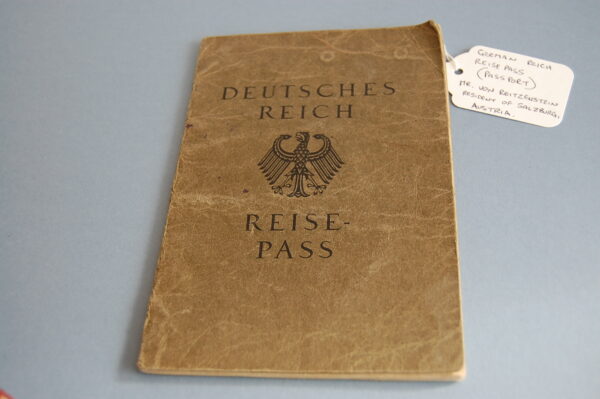 DEUTSCHES
REICH
REISE-
PASS
GERMAN REICH
REISE PASS
(PASSPORT)
MR. VON REITZENSTEIN
RESIDENT OF SALZBURG,
AUSTRIA.